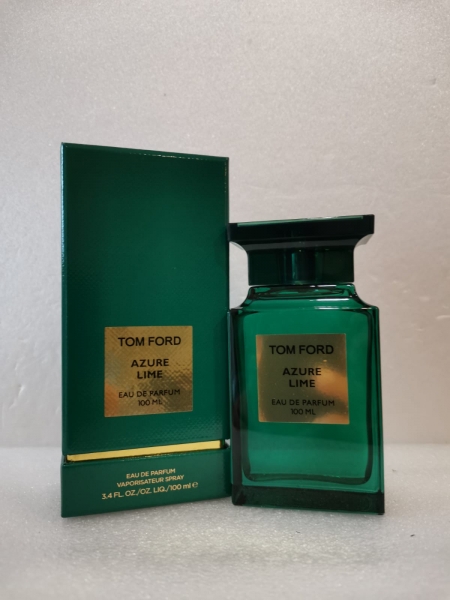 TOM FORD
AZURE
LIME
EAU DE PARFUM
100 ML
EAU DE PARFUM
VAPORISATEUR SPRAY
3.4 FL. OZ./OZ. LIQ./100 ml ℮
TOM FORD
AZURE
LIME
EAU DE PARFUM
100 ML